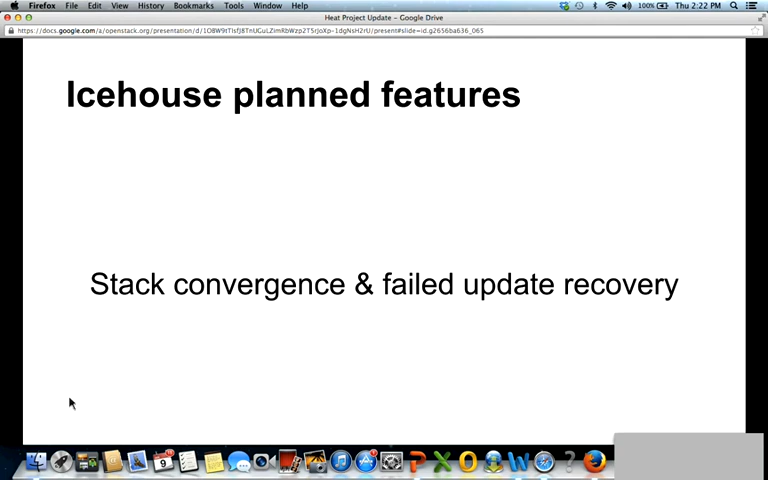 Firefox File Edit View History Bookmarks Tools Window Help 100% Thu 2:22 PM
Heat Project Update - Google Drive
Icehouse planned features
Stack convergence & failed update recovery